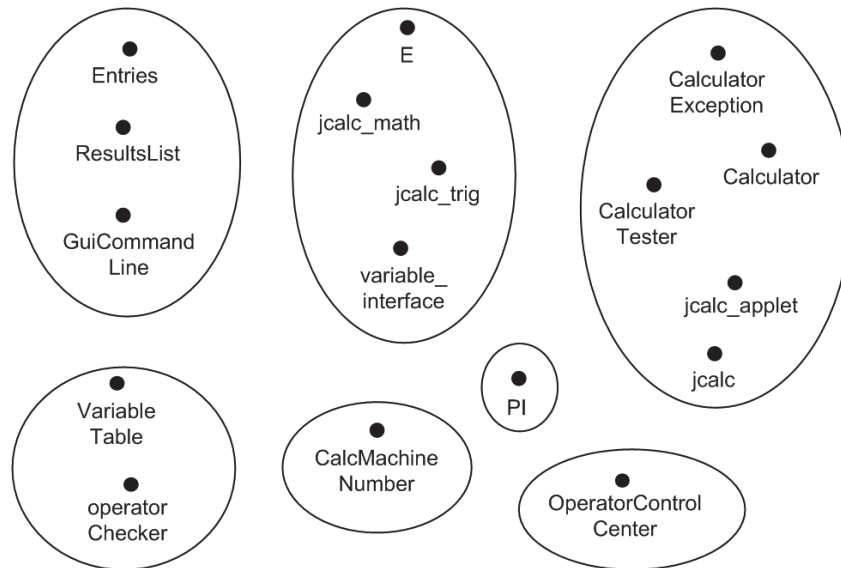 Entries
ResultsList
GuiCommand
Line
E
jcalc_math
jcalc_trig
variable_
interface
Calculator
Exception
Calculator
Calculator
Tester
jcalc_applet
jcalc
Variable
Table
operator
Checker
CalcMachine
Number
PI
OperatorControl
Center